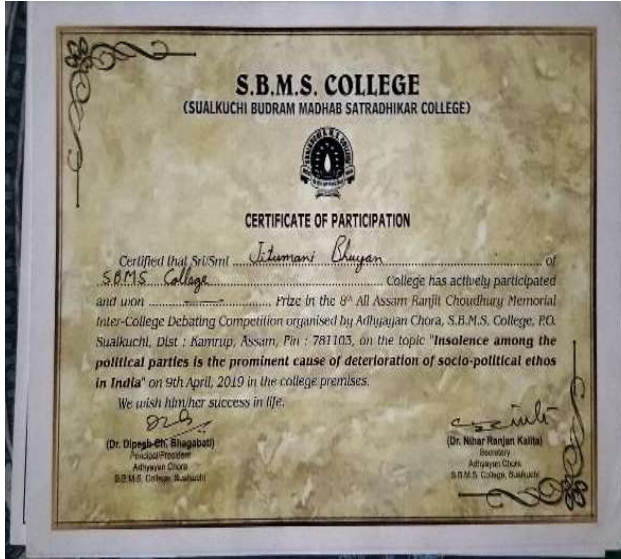 S.B.M.S. COLLEGE
(SUALKUCHI BUDRAM MADHAB SATRADHIKAR COLLEGE)
CERTIFICATE OF PARTICIPATION
Certified that Sri/Smt Jitumani Bhuyan of
S.B.M.S College College has actively participated
and won ............ Prize in the 8th All Assam Ranjit Choudhury Memorial
Inter-College Debating Competition organised by Adhyayan Chora, S.B.M.S. College, P.O.
Sualkuchi, Dist : Kamrup, Assam, Pin : 781103, on the topic "Insolence among the
political parties is the prominent cause of deterioration of socio-political ethos
in India" on 9th April, 2019 in the college premises.
We wish him/her success in life.
(Dr. Dipesh Ch. Bhagabati)
Principal/President
Adhyayan Chora
S.B.M.S. College, Sualkuchi
(Dr. Nihar Ranjan Kalita)
Secretary
Adhyayan Chora
S.B.M.S. College, Sualkuchi